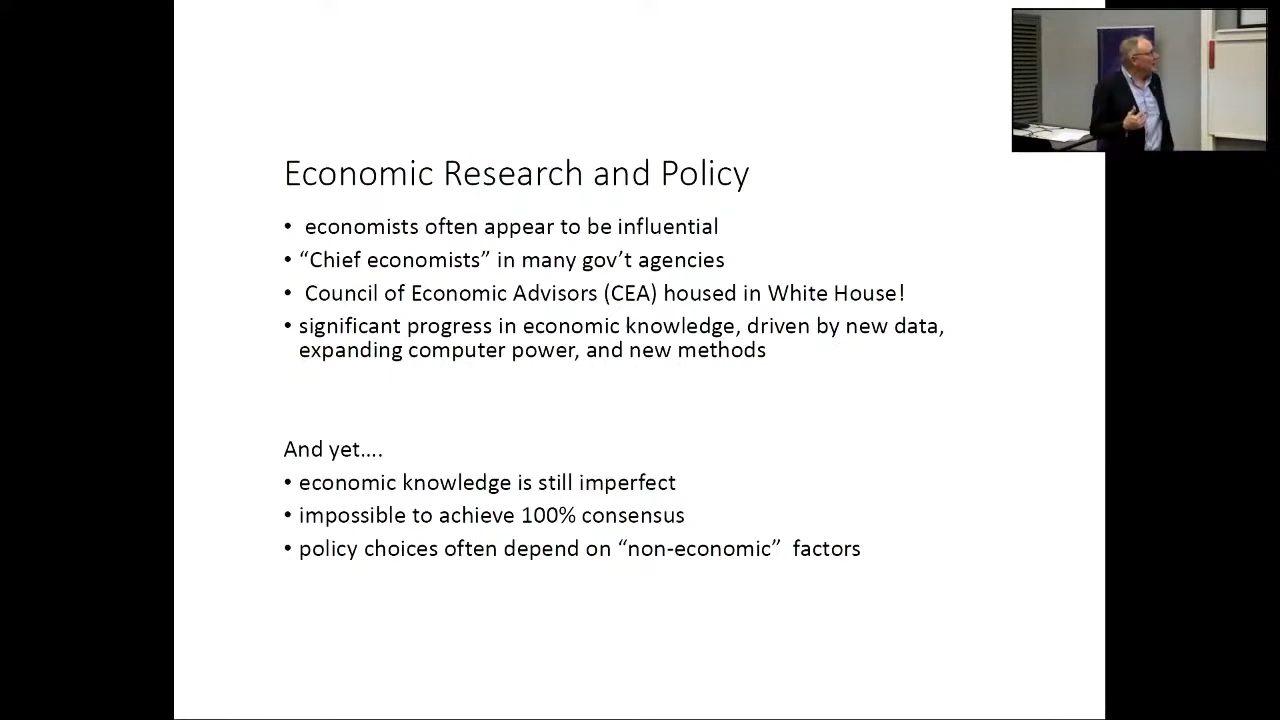 Economic Research and Policy
• economists often appear to be influential
• “Chief economists” in many gov’t agencies
• Council of Economic Advisors (CEA) housed in White House!
• significant progress in economic knowledge, driven by new data,
expanding computer power, and new methods
And yet….
• economic knowledge is still imperfect
• impossible to achieve 100% consensus
• policy choices often depend on “non-economic” factors